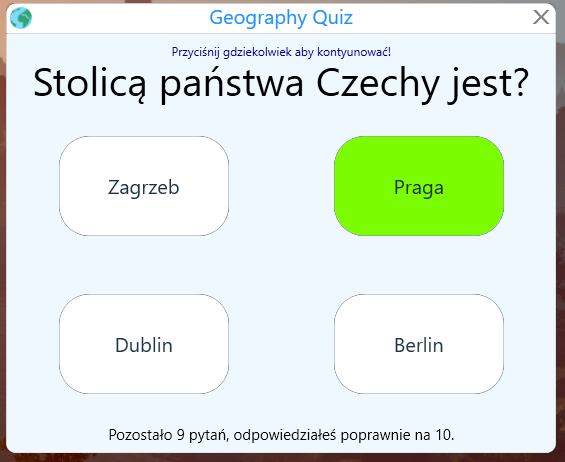 Geography Quiz
Przyciśnij gdziekolwiek aby kontyunować!
Stolicą państwa Czechy jest?
Zagrzeb
Praga
Dublin
Berlin
Pozostało 9 pytań, odpowiedziałeś poprawnie na 10.